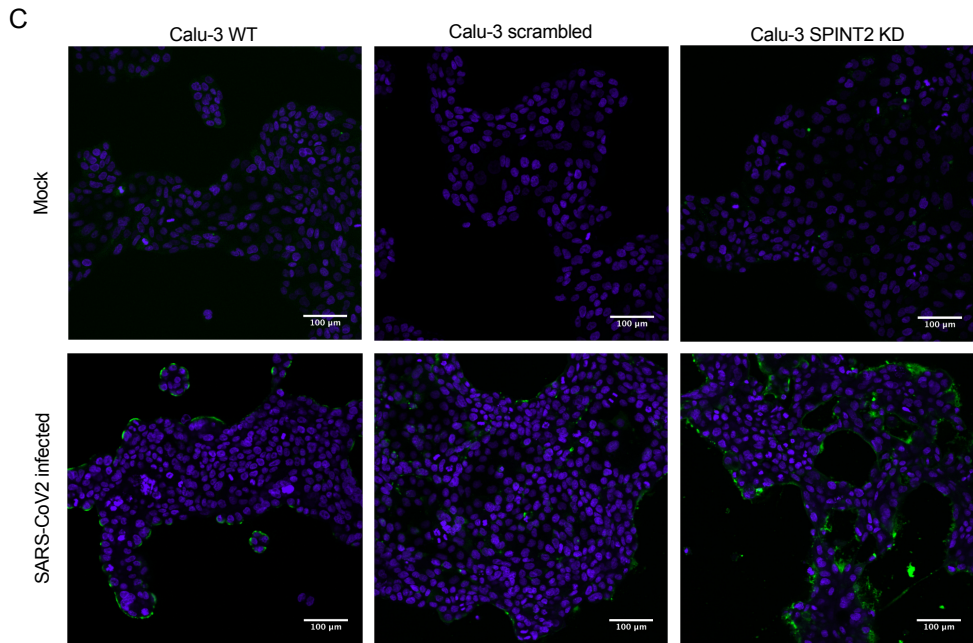 C
Calu-3 WT
Calu-3 scrambled
Calu-3 SPINT2 KD
Mock
100 μm
100 μm
100 μm
SARS-CoV2 infected
100 μm
100 μm
100 μm